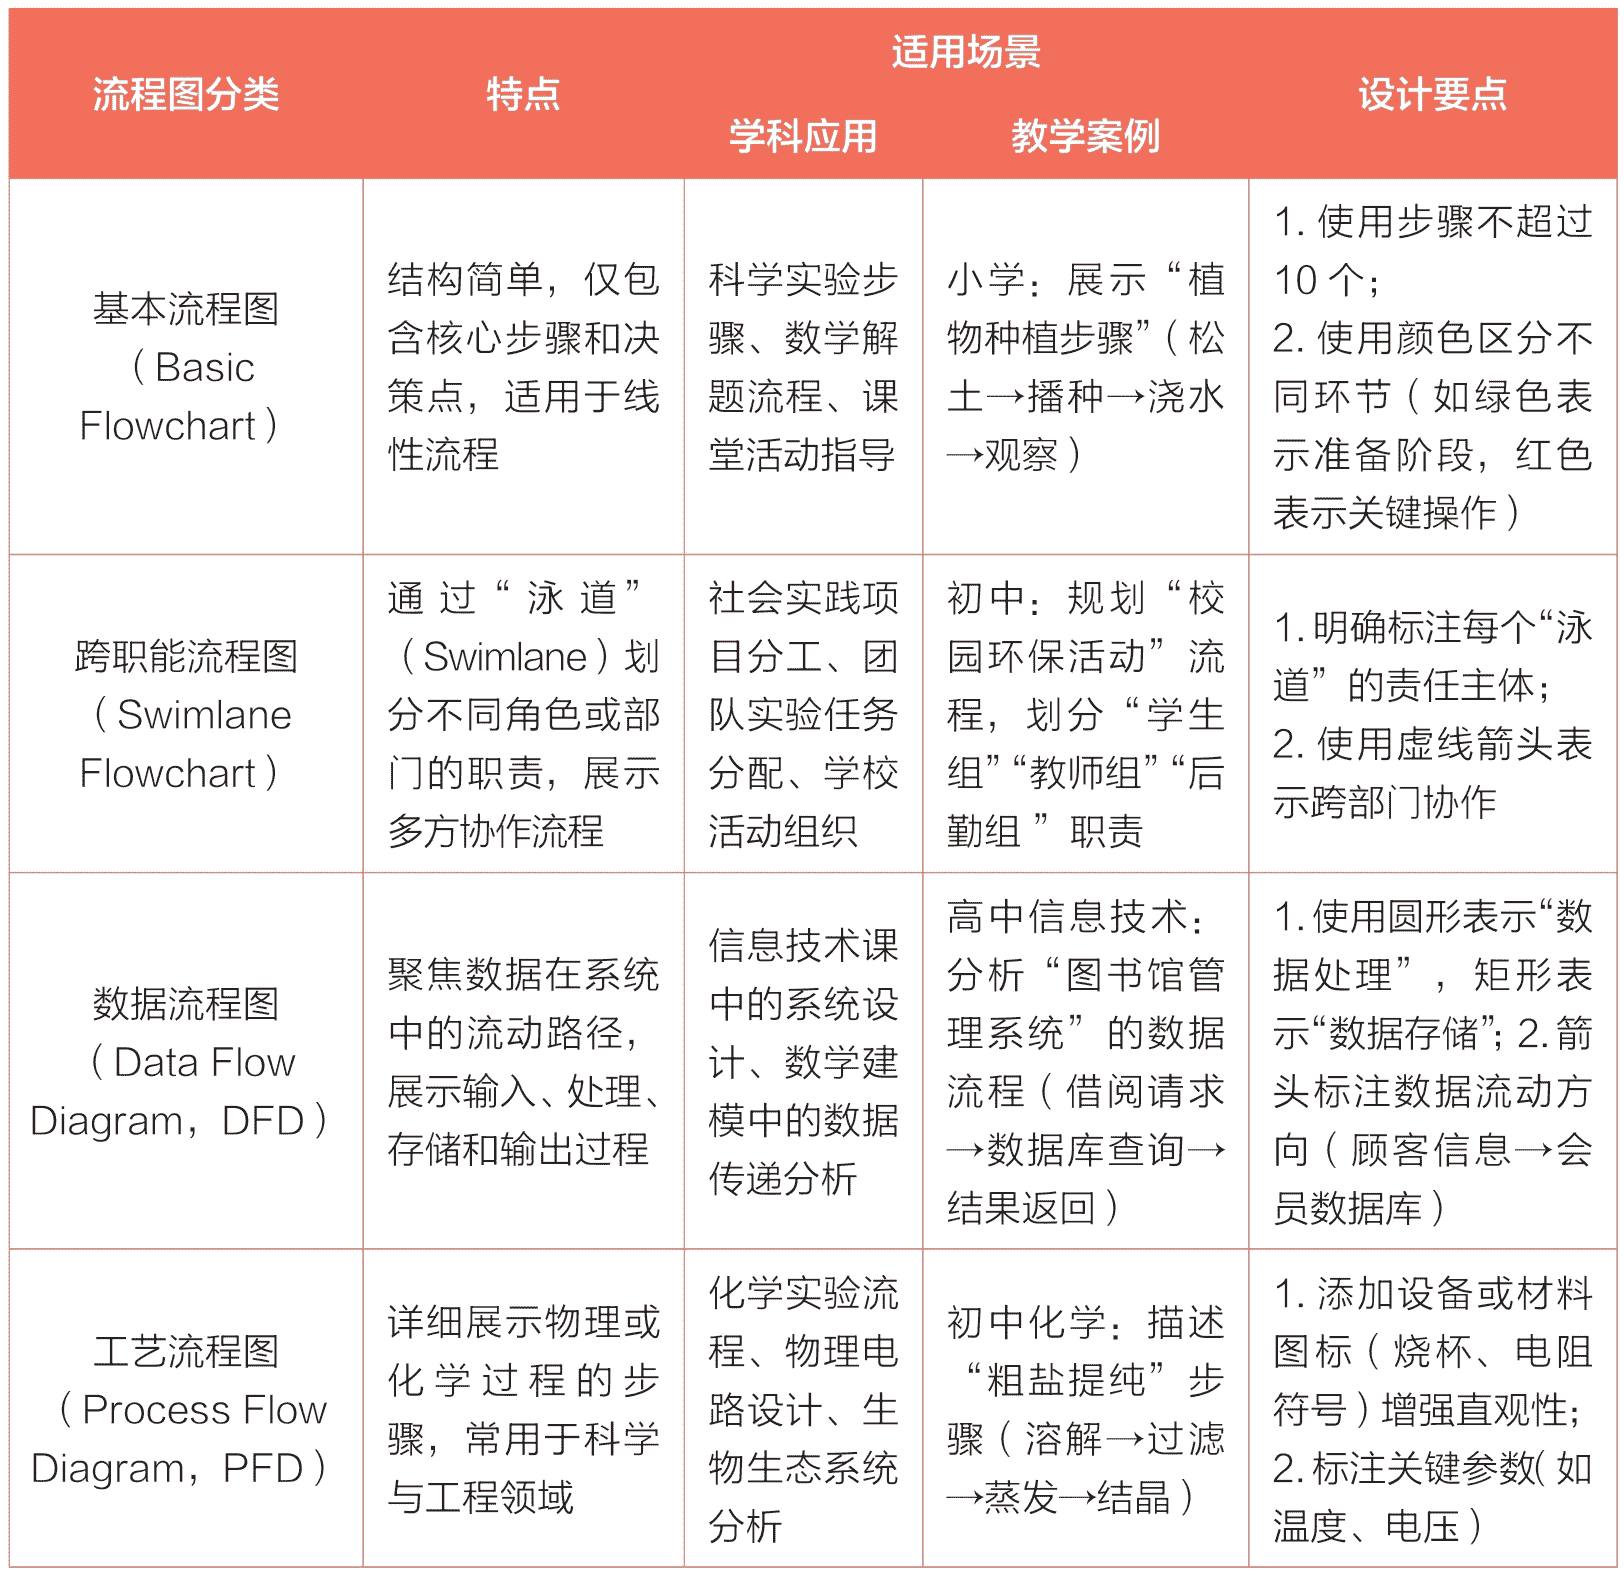 流程图分类
特点
适用场景
学科应用
教学案例
设计要点
基本流程图
（Basic
Flowchart）
结构简单，仅包
含核心步骤和决
策点，适用于线
性流程
科学实验步
骤、数学解
题流程、课
堂活动指导
小学：展示“植
物种植步骤”（松
土→播种→浇水
→观察）
1. 使用步骤不超过
10 个；
2. 使用颜色区分不
同环节（如绿色表
示准备阶段，红色
表示关键操作）
跨职能流程图
（Swimlane
Flowchart）
通过“泳道”
（Swimlane）划
分不同角色或部
门的职责，展示
多方协作流程
社会实践项
目分工、团
队实验任务
分配、学校
活动组织
初中：规划“校
园环保活动”流
程，划分“学生
组”“教师组”“后
勤组”职责
1. 明确标注每个“泳
道”的责任主体；
2. 使用虚线箭头表
示跨部门协作
数据流程图
（Data Flow
Diagram，DFD）
聚焦数据在系统
中的流动路径，
展示输入、处理、
存储和输出过程
信息技术课
中的系统设
计、数学建
模中的数据
传递分析
高中信息技术：
分析“图书馆管
理系统”的数据
流程（借阅请求
→数据库查询→
结果返回）
1. 使用圆形表示“数
据处理”，矩形表
示“数据存储”；2. 箭
头标注数据流动方
向（顾客信息→会
员数据库）
工艺流程图
（Process Flow
Diagram，PFD）
详细展示物理或
化学过程的步
骤，常用于科学
与工程领域
化学实验流
程、物理电
路设计、生
物生态系统
分析
初中化学：描述
“粗盐提纯”步
骤（溶解→过滤
→蒸发→结晶）
1. 添加设备或材料
图标（烧杯、电阻
符号）增强直观性；
2. 标注关键参数（如
温度、电压）